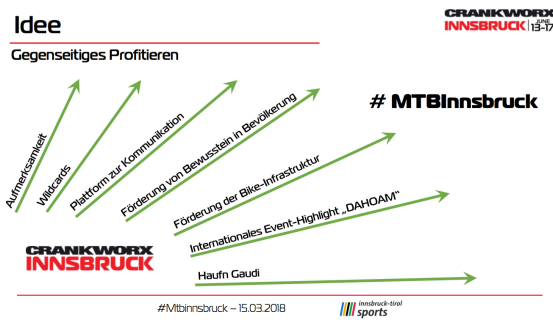 Idee
CRANKWORX
INNSBRUCK JUNE 13-17
Gegenseitiges Profitieren
# MTBInnsbruck
Aufmerksamkeit
Wildcards
Plattform zur Kommunikation
Förderung von Bewusstein in Bevölkerung
Förderung der Bike-Infrastruktur
Internationales Event-Highlight „DAHOAM“
Haufn Gaudi
CRANKWORX
INNSBRUCK
#Mtbinnsbruck – 15.03.2018
innsbruck-tirol
sports